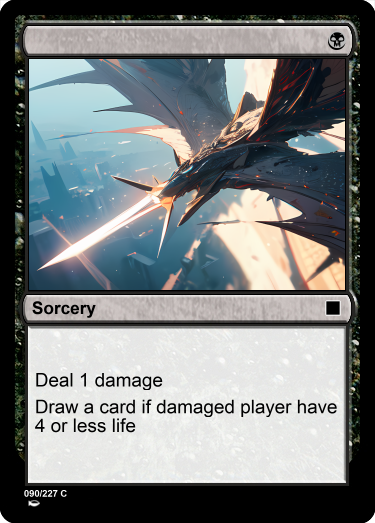 Sorcery
Deal 1 damage
Draw a card if damaged player have
4 or less life
090/227 C